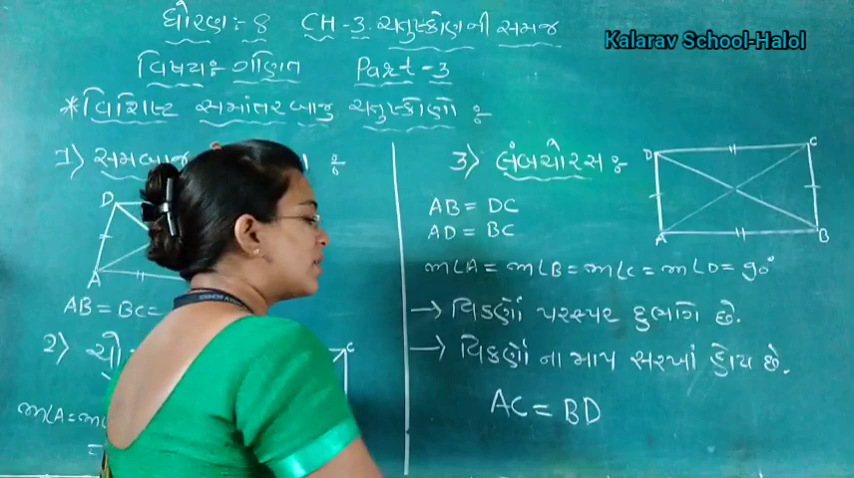 ધોરણ:- 8 CH-3. ચતુષ્કોણની સમજ
Kalarav School-Halol
વિષય:- ગણિત Part-3
*વિશિષ્ટ સમાંતરબાજુ ચતુષ્કોણો :-
1) સમબાજુ
D
A
AB = BC =
2)
C
m∠A = m∠
=
3) લંબચોરસ :-
D C
A B
AB = DC
AD = BC
m∠A = m∠B = m∠C = m∠D = 90°
→ વિકર્ણો પરસ્પર દુભાગે છે.
→ વિકર્ણોના માપ સરખાં હોય છે.
AC = BD